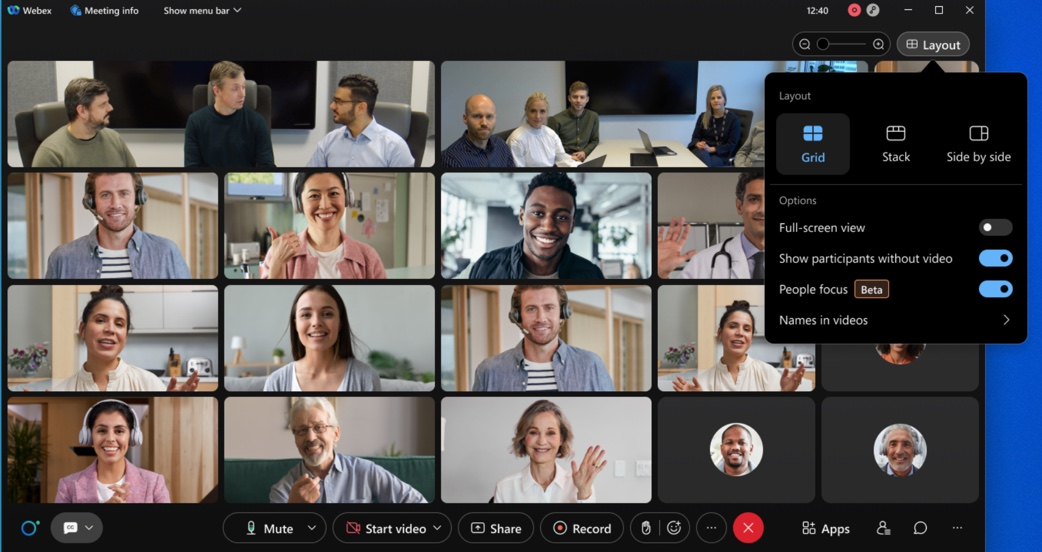 Webex Meeting info Show menu bar 12:40
Layout
Layout
Grid Stack Side by side
Options
Full-screen view
Show participants without video
People focus Beta
Names in videos
CC Mute Start video Share Record Apps